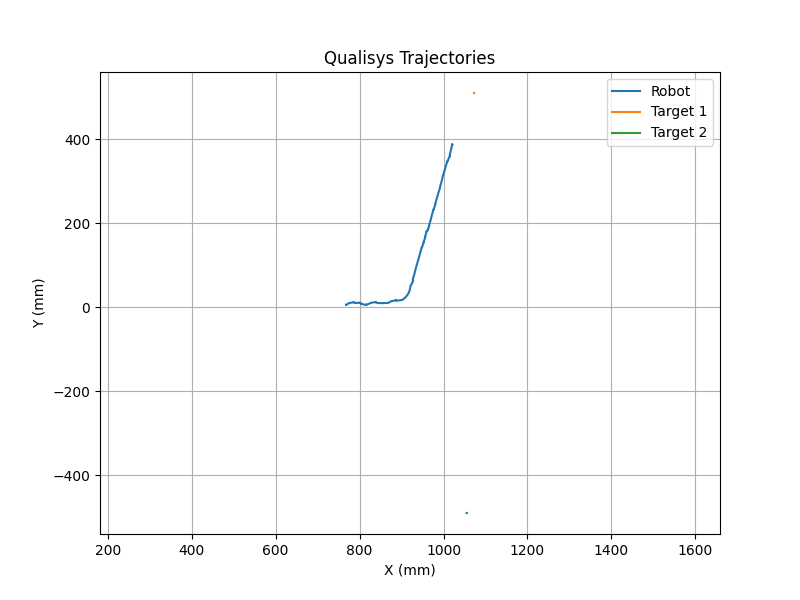 Qualisys Trajectories
Robot
Target 1
Target 2
400
200
0
−200
−400
Y (mm)
200 400 600 800 1000 1200 1400 1600
X (mm)